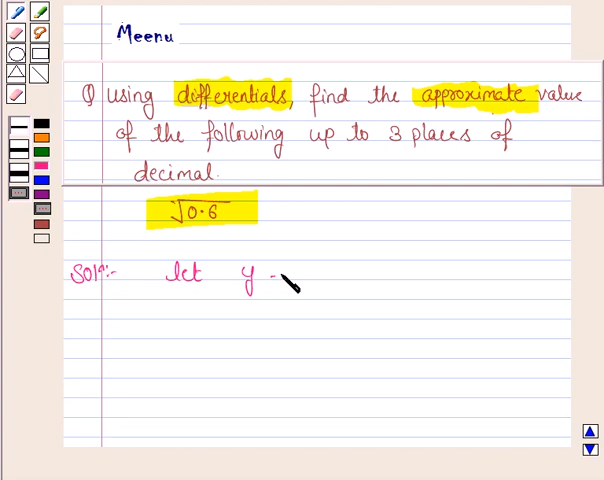 Meenu
Q Using differentials, find the approximate value
of the following up to 3 places of
decimal.
√0.6
Solⁿ:- let y -